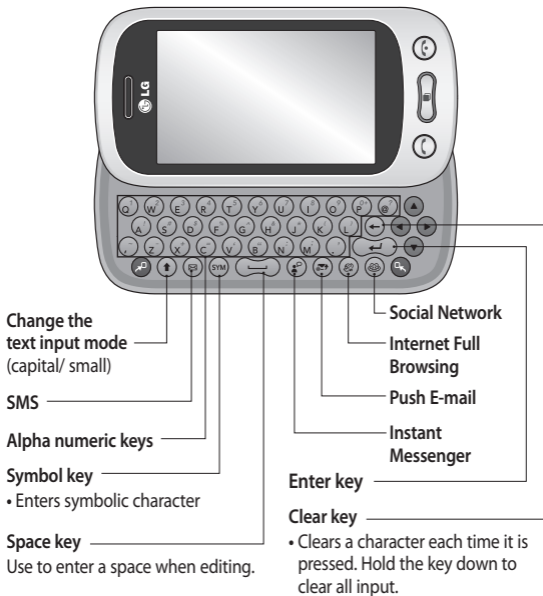 LG
Q W E R T Y U I O P @
A S D F G H J K L
Z X C V B N M
SYM
Change the
text input mode
(capital/ small)
SMS
Alpha numeric keys
Symbol key
• Enters symbolic character
Space key
Use to enter a space when editing.
Social Network
Internet Full
Browsing
Push E-mail
Instant
Messenger
Enter key
Clear key
• Clears a character each time it is
pressed. Hold the key down to
clear all input.